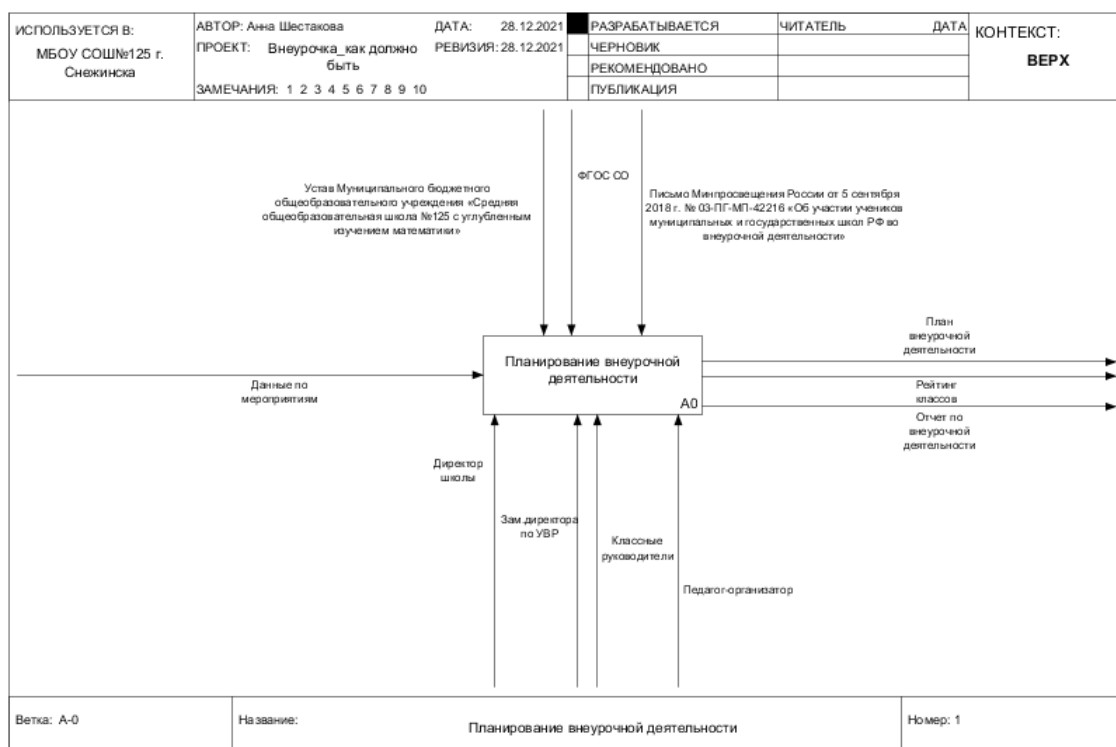 ИСПОЛЬЗУЕТСЯ В:
МБОУ СОШ№125 г.
Снежинска
АВТОР: Анна Шестакова
ДАТА: 28.12.2021
ПРОЕКТ: Внеурочка_как должно
быть
РЕВИЗИЯ: 28.12.2021
ЗАМЕЧАНИЯ: 1 2 3 4 5 6 7 8 9 10
РАЗРАБАТЫВАЕТСЯ
ЧЕРНОВИК
РЕКОМЕНДОВАНО
ПУБЛИКАЦИЯ
ЧИТАТЕЛЬ
ДАТА
КОНТЕКСТ:
ВЕРХ
Устав Муниципального бюджетного
общеобразовательного учреждения «Средняя
общеобразовательная школа №125 с углубленным
изучением математики»
ФГОС СО
Письмо Минпросвещения России от 5 сентября
2018 г. № 03-ПГ-МП-42216 «Об участии учеников
муниципальных и государственных школ РФ во
внеурочной деятельности»
Данные по
мероприятиям
Планирование внеурочной
деятельности
A0
План
внеурочной
деятельности
Рейтинг
классов
Отчет по
внеурочной
деятельности
Директор
школы
Зам.директора
по УВР
Классные
руководители
Педагог-организатор
Ветка: A-0
Название:
Планирование внеурочной деятельности
Номер: 1